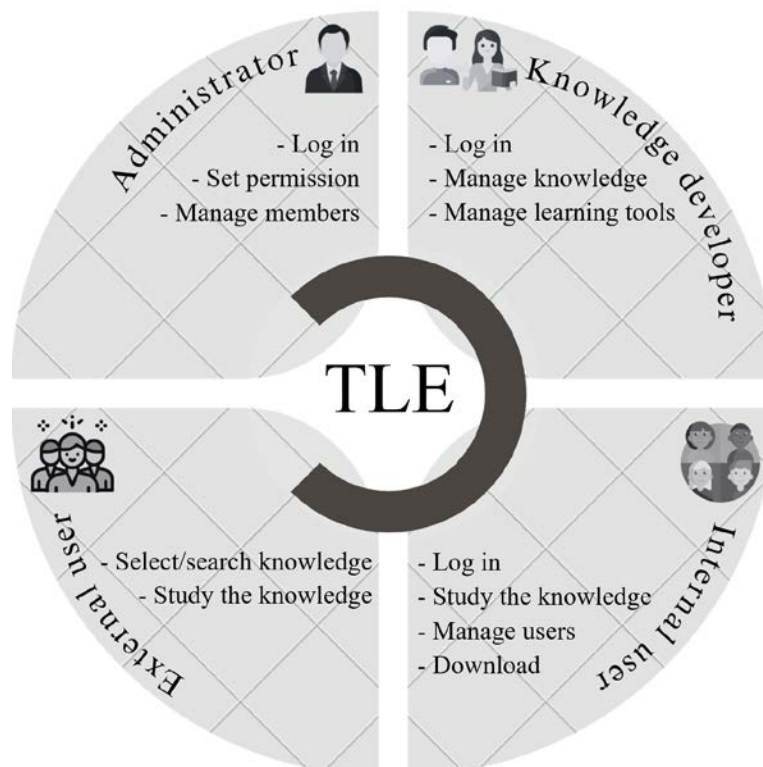 Administrator
- Log in
- Set permission
- Manage members
Knowledge developer
- Log in
- Manage knowledge
- Manage learning tools
TLE
External user
- Select/search knowledge
- Study the knowledge
Internal user
- Log in
- Study the knowledge
- Manage users
- Download